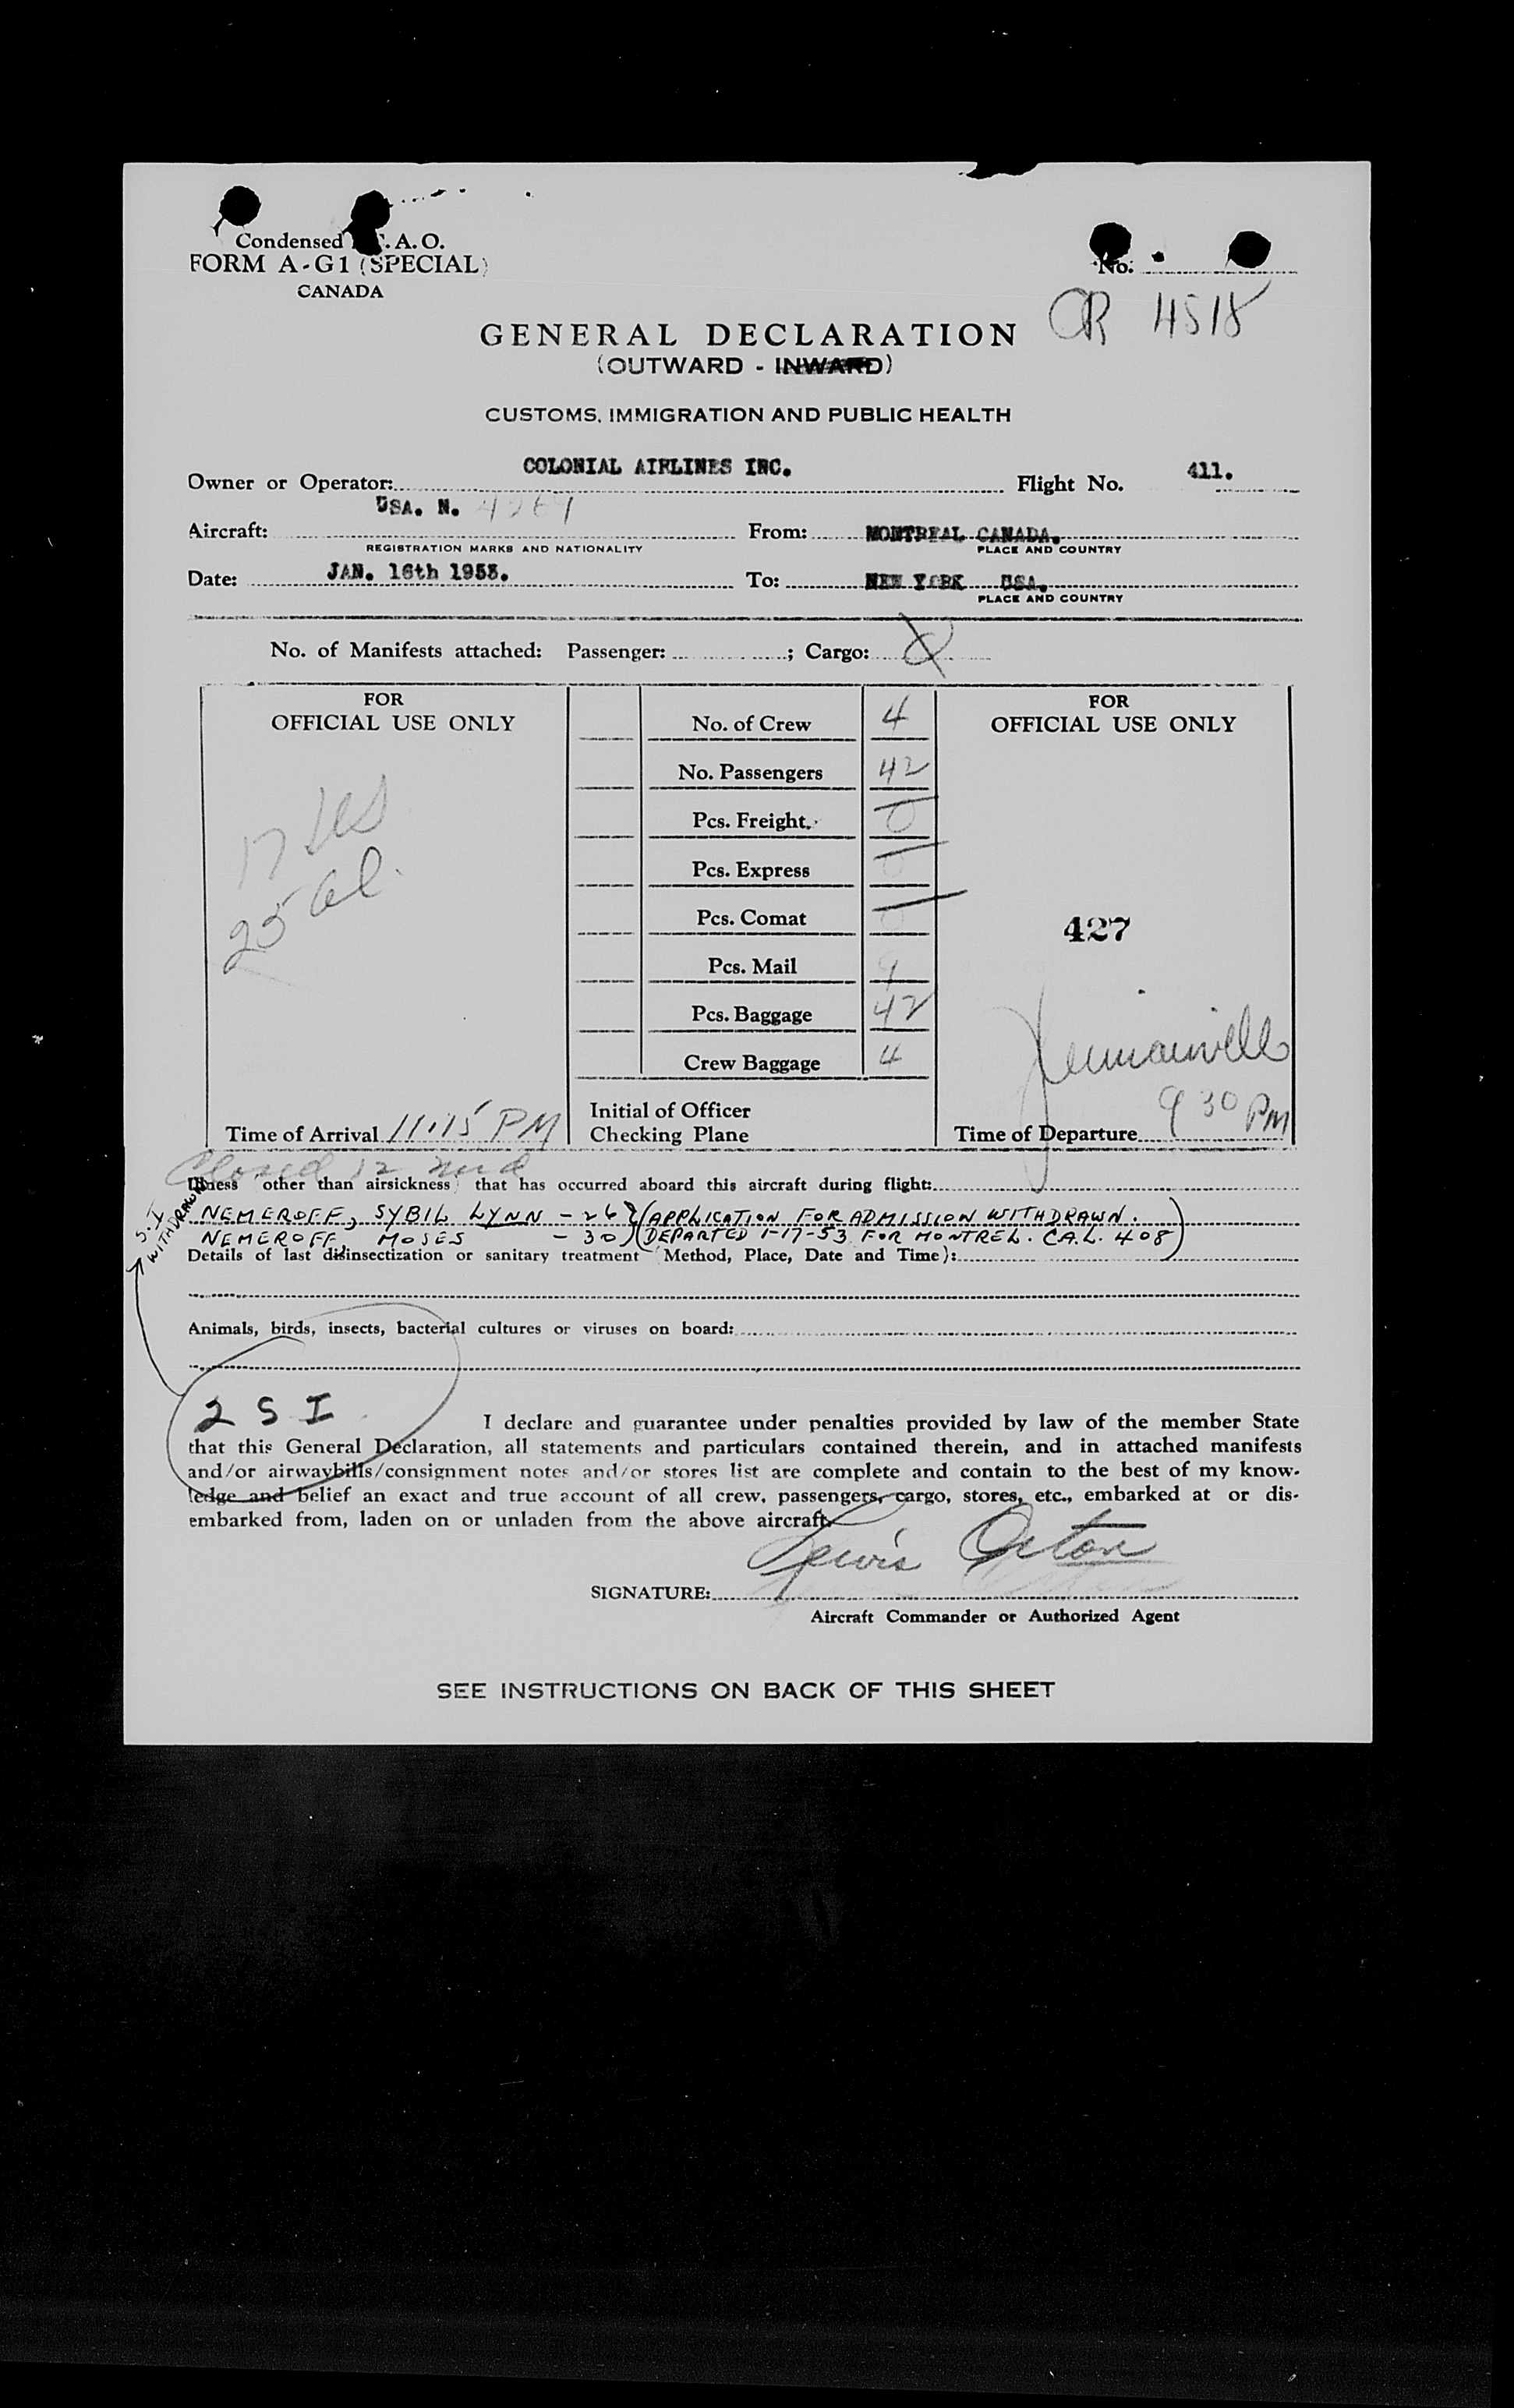 Condensed . A. O.
FORM A-G1 (SPECIAL)
CANADA
No.
CR 4518
GENERAL DECLARATION
(OUTWARD - INWARD)
CUSTOMS, IMMIGRATION AND PUBLIC HEALTH
Owner or Operator: COLONIAL AIRLINES INC. Flight No. 411.
Aircraft: USA. N. From: MONTREAL CANADA.
REGISTRATION MARKS AND NATIONALITY PLACE AND COUNTRY
Date: JAN. 16th 1953. To: NEW YORK USA.
PLACE AND COUNTRY
No. of Manifests attached: Passenger: ; Cargo:
FOR
OFFICIAL USE ONLY
17 US
25 al.
Time of Arrival 11:15 PM
No. of Crew 4
No. Passengers 42
Pcs. Freight. 0
Pcs. Express
Pcs. Comat
Pcs. Mail 9
Pcs. Baggage 42
Crew Baggage 4
Initial of Officer
Checking Plane
FOR
OFFICIAL USE ONLY
427
Time of Departure 9 30 PM
Closed 12 mid
Illness other than airsickness that has occurred aboard this aircraft during flight:
S. I
WITHDRAWN
NEMEROFF, SYBIL LYNN - 26 (APPLICATION FOR ADMISSION WITHDRAWN.
NEMEROFF, MOSES - 30) (DEPARTED 1-17-53 FOR MONTREL. C.A.L. 408)
Details of last disinsectization or sanitary treatment (Method, Place, Date and Time):
Animals, birds, insects, bacterial cultures or viruses on board:
2 S I
I declare and guarantee under penalties provided by law of the member State
that this General Declaration, all statements and particulars contained therein, and in attached manifests
and/or airwaybills/consignment notes and/or stores list are complete and contain to the best of my know-
ledge and belief an exact and true account of all crew, passengers, cargo, stores, etc., embarked at or dis-
embarked from, laden on or unladen from the above aircraft.
Lewis Orton
SIGNATURE:
Aircraft Commander or Authorized Agent
SEE INSTRUCTIONS ON BACK OF THIS SHEET